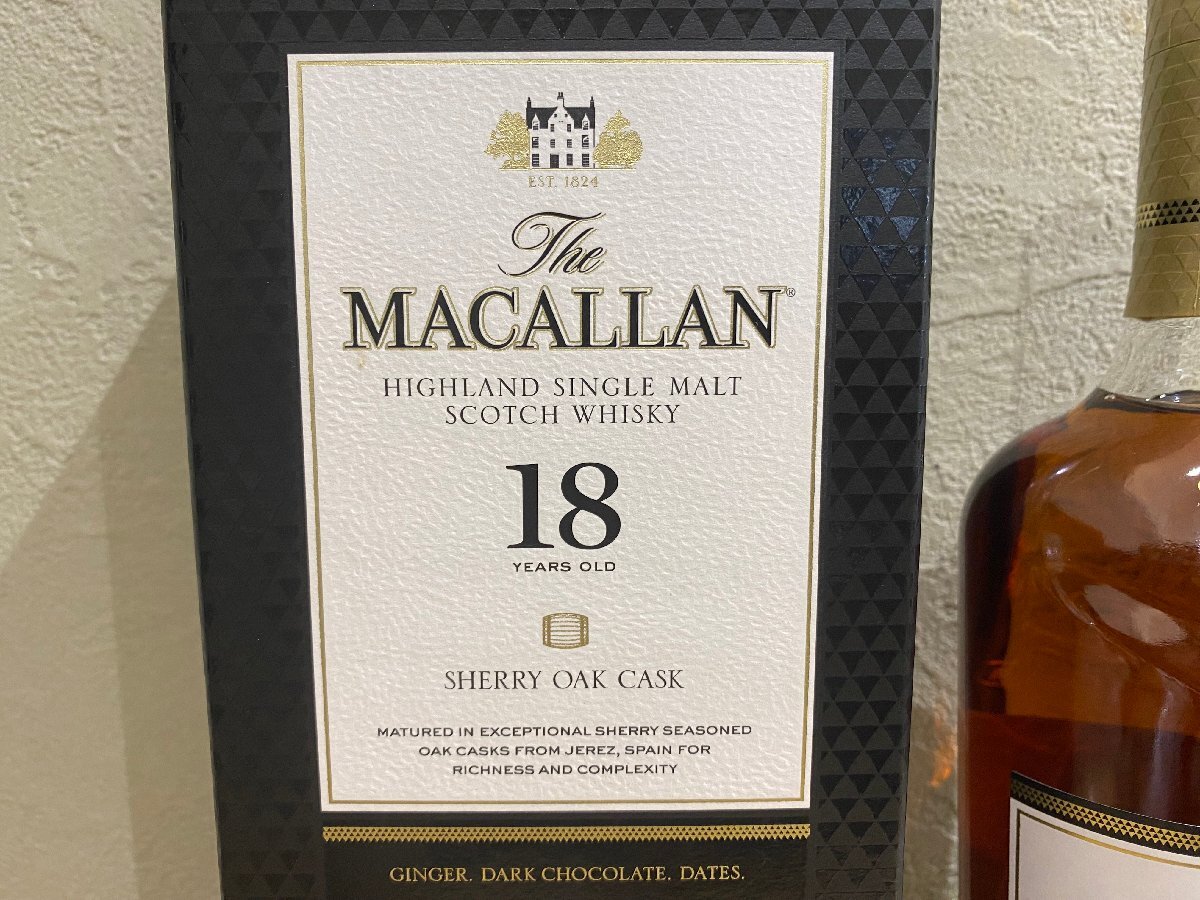 EST. 1824
The
MACALLAN®
HIGHLAND SINGLE MALT
SCOTCH WHISKY
18
YEARS OLD
SHERRY OAK CASK
MATURED IN EXCEPTIONAL SHERRY SEASONED
OAK CASKS FROM JEREZ, SPAIN FOR
RICHNESS AND COMPLEXITY
GINGER. DARK CHOCOLATE. DATES.